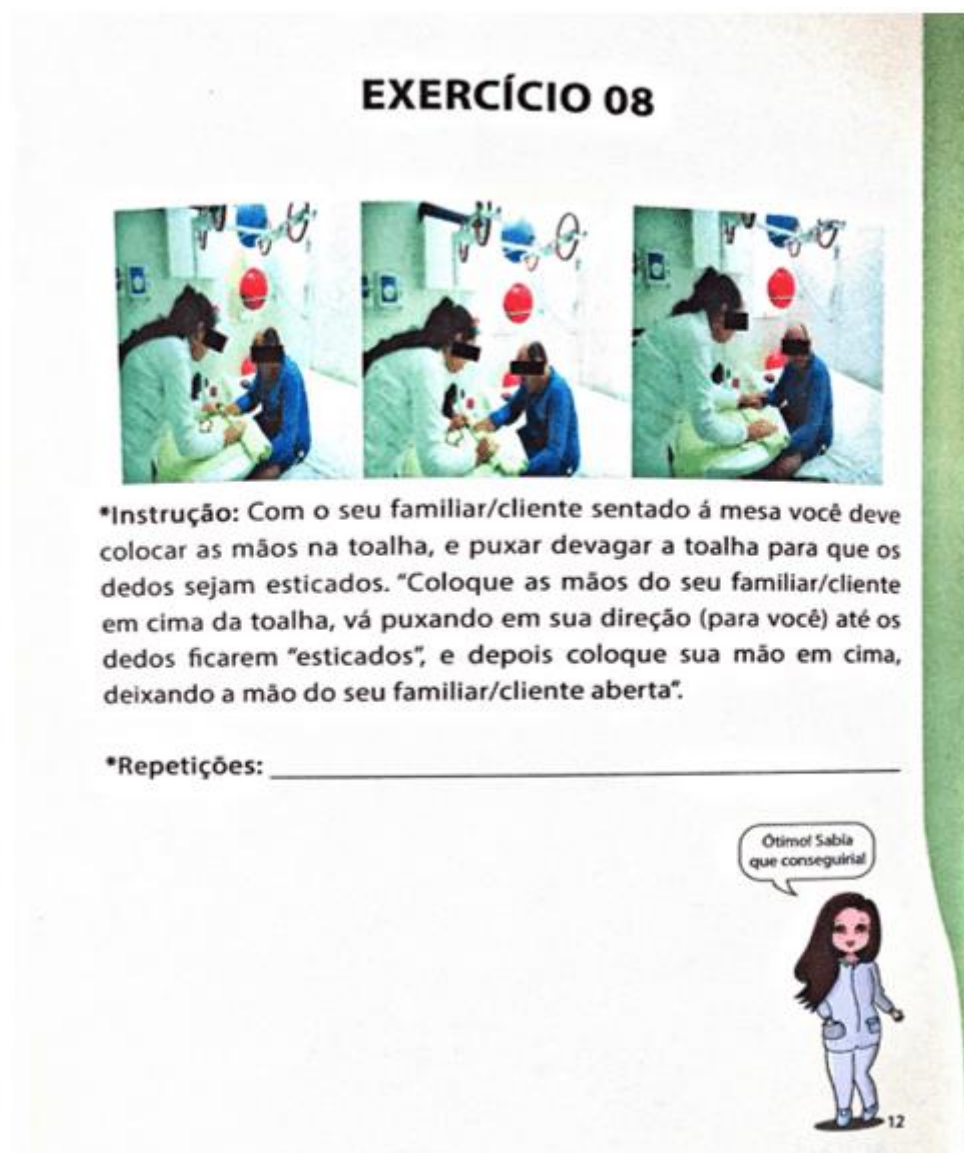 EXERCÍCIO 08
*Instrução: Com o seu familiar/cliente sentado á mesa você deve
colocar as mãos na toalha, e puxar devagar a toalha para que os
dedos sejam esticados. “Coloque as mãos do seu familiar/cliente
em cima da toalha, vá puxando em sua direção (para você) até os
dedos ficarem “esticados”, e depois coloque sua mão em cima,
deixando a mão do seu familiar/cliente aberta”.
*Repetições:
Ótimo! Sabia
que conseguiria!
12